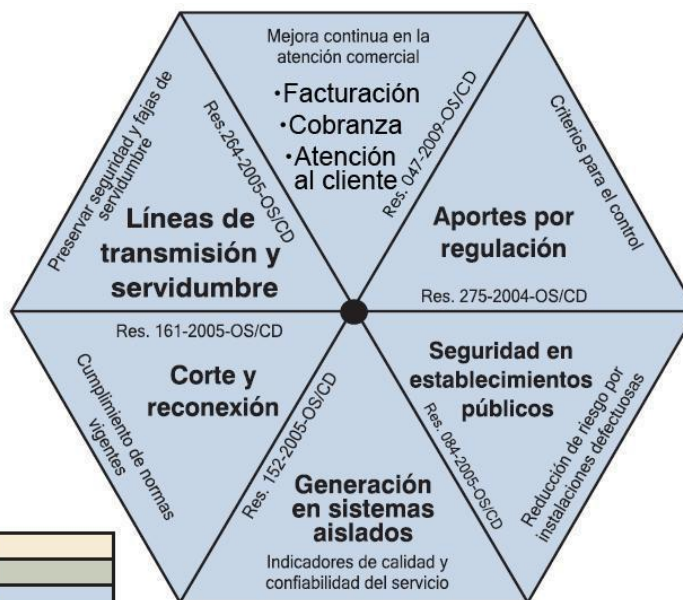 Mejora continua en la
atención comercial
·Facturación
·Cobranza
·Atención
al cliente
Res. 047-2009-OS/CD
Criterios para el control
Aportes por
regulación
Res. 275-2004-OS/CD
Seguridad en
establecimientos
públicos
Res. 084-2005-OS/CD
Reducción de riesgo por
instalaciones defectuosas
Generación
en sistemas
aislados
Indicadores de calidad y
confiabilidad del servicio
Res. 152-2005-OS/CD
Res. 161-2005-OS/CD
Corte y
reconexión
Cumplimiento de normas
vigentes
Preservar seguridad y fajas de
servidumbre
Res.264-2005-OS/CD
Líneas de
transmisión y
servidumbre